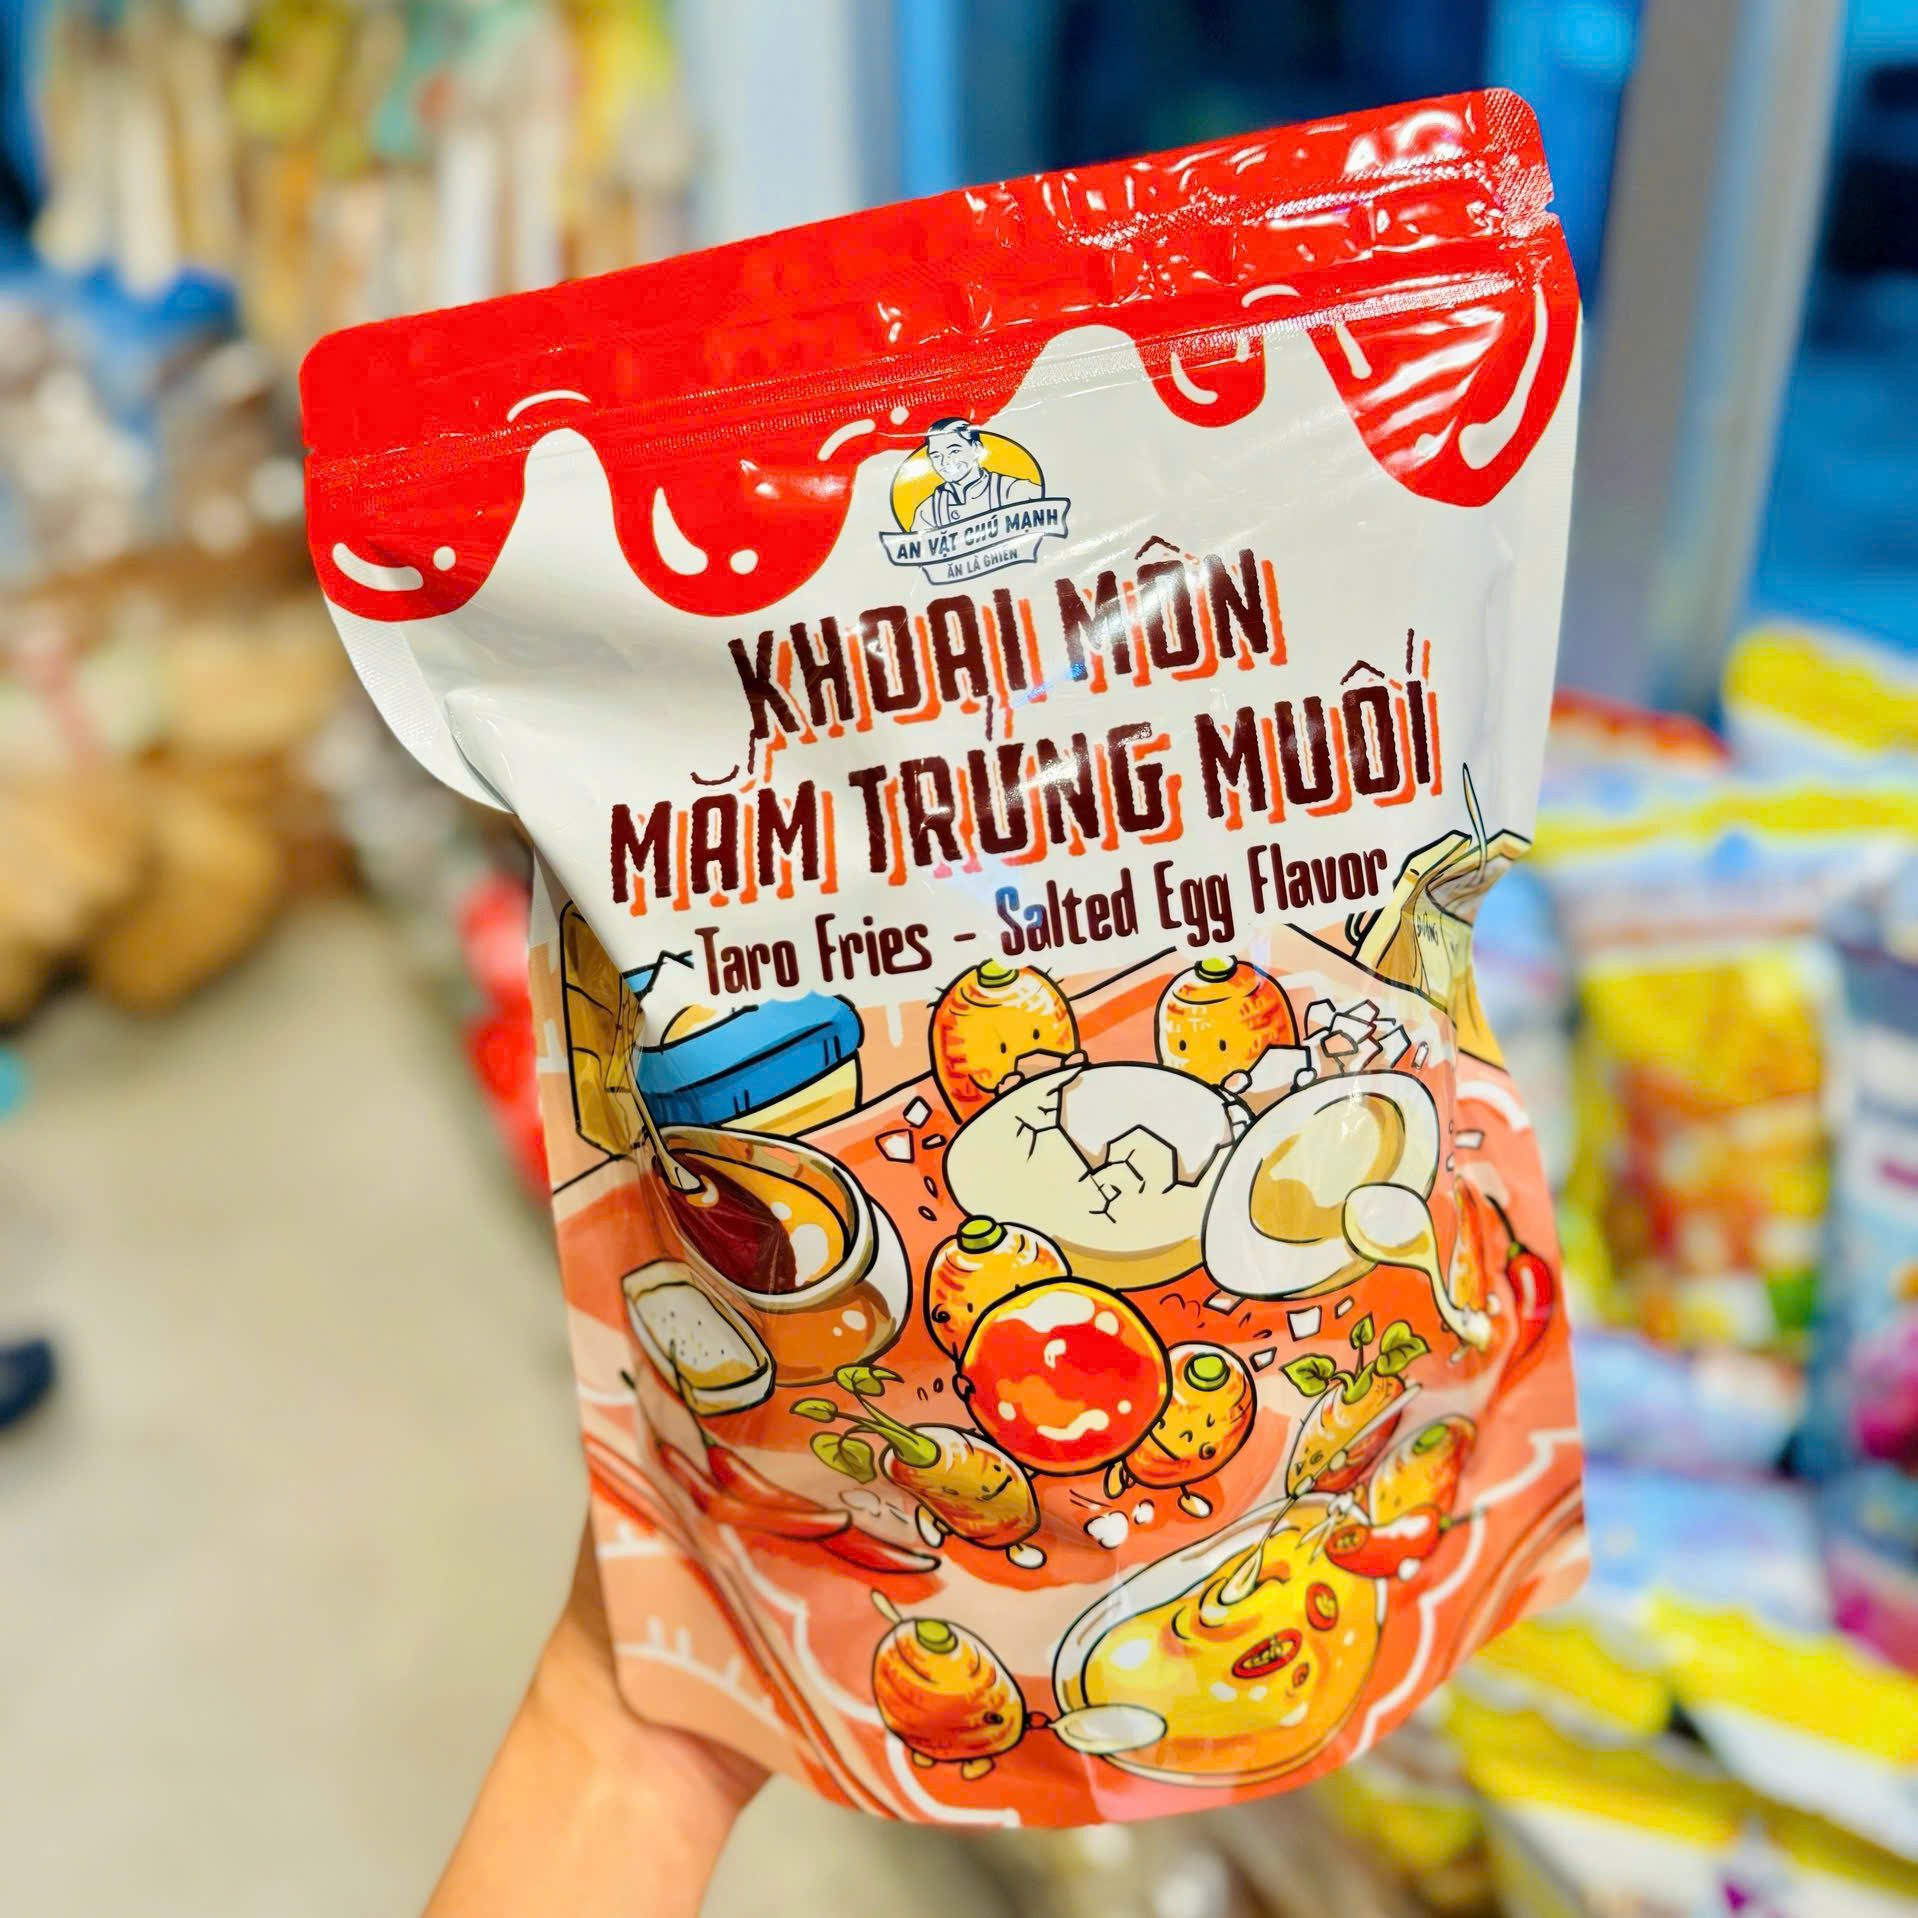 ĂN VẶT CHÚ MẠNH
ĂN LÀ GHIỀN
KHOAI MÔN
MẮM TRỨNG MUỐI
Taro Fries - Salted Egg Flavor